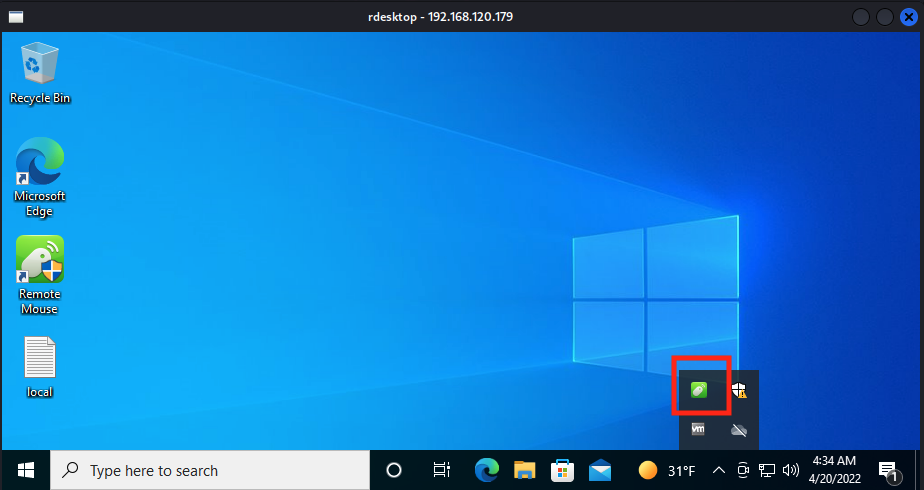 rdesktop - 192.168.120.179
Recycle Bin
Microsoft
Edge
Remote
Mouse
local
vm
Type here to search
31°F
4:34 AM
4/20/2022
1